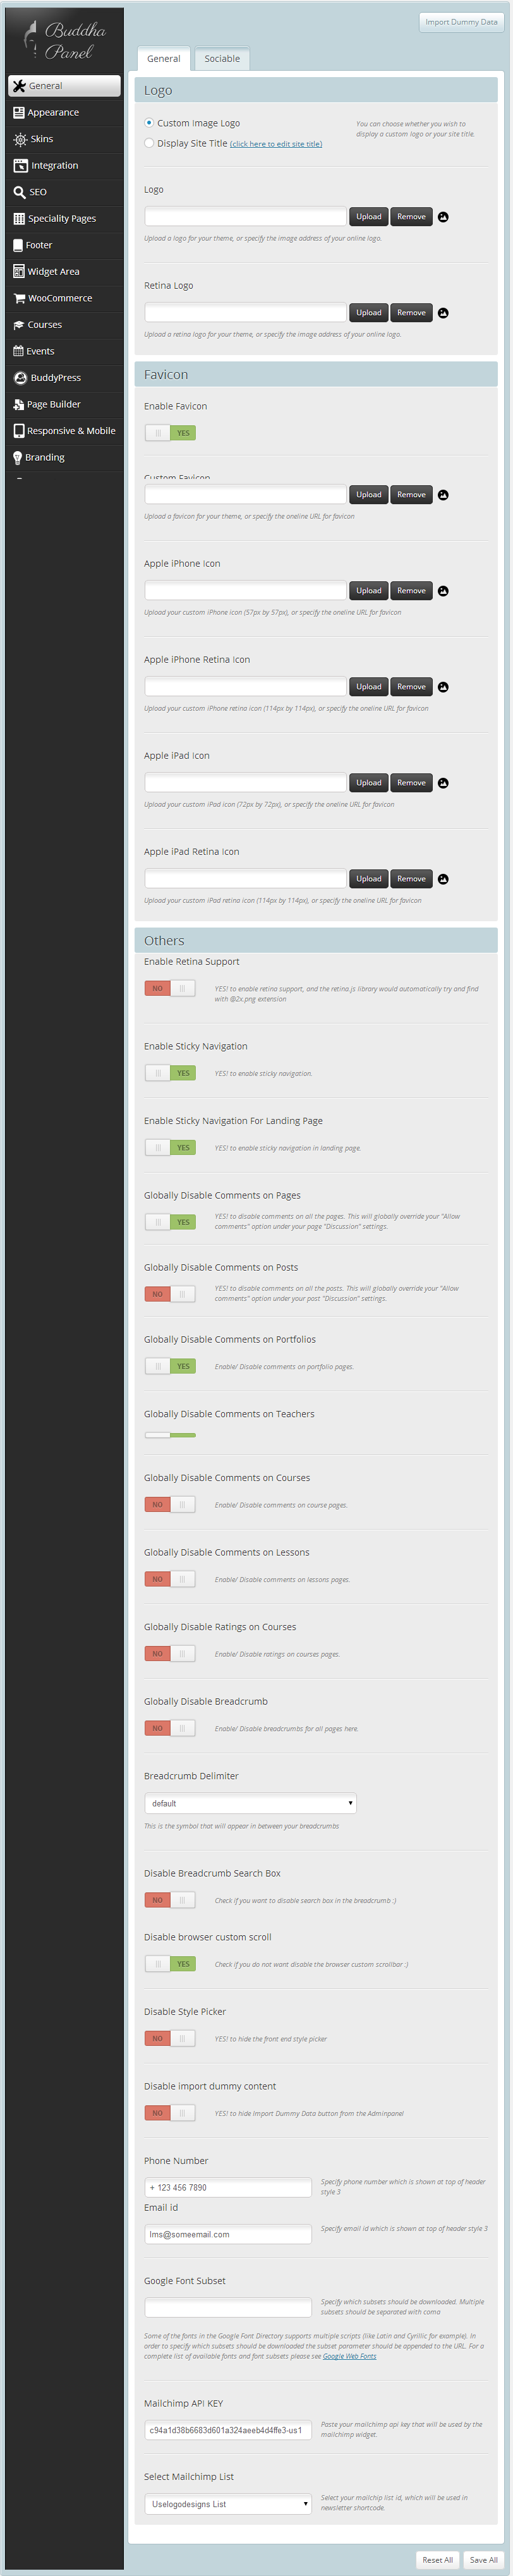 Buddha
Panel
Import Dummy Data
General
Appearance
Skins
Integration
SEO
Speciality Pages
Footer
Widget Area
WooCommerce
Courses
Events
BuddyPress
Page Builder
Responsive & Mobile
Branding
General Sociable
Logo
Custom Image Logo
Display Site Title (click here to edit site title)
You can choose whether you wish to
display a custom logo or your site title.
Logo
Upload Remove
Upload a logo for your theme, or specify the image address of your online logo.
Retina Logo
Upload Remove
Upload a retina logo for your theme, or specify the image address of your online logo.
Favicon
Enable Favicon
YES
Custom Favicon
Upload Remove
Upload a favicon for your theme, or specify the oneline URL for favicon
Apple iPhone Icon
Upload Remove
Upload your custom iPhone icon (57px by 57px), or specify the oneline URL for favicon
Apple iPhone Retina Icon
Upload Remove
Upload your custom iPhone retina icon (114px by 114px), or specify the oneline URL for favicon
Apple iPad Icon
Upload Remove
Upload your custom iPad icon (72px by 72px), or specify the oneline URL for favicon
Apple iPad Retina Icon
Upload Remove
Upload your custom iPad retina icon (114px by 114px), or specify the oneline URL for favicon
Others
Enable Retina Support
NO
YES! to enable retina support, and the retina.js library would automatically try and find
with @2x.png extension
Enable Sticky Navigation
YES
YES! to enable sticky navigation.
Enable Sticky Navigation For Landing Page
YES
YES! to enable sticky navigation in landing page.
Globally Disable Comments on Pages
YES
YES! to disable comments on all the pages. This will globally override your "Allow
comments" option under your page "Discussion" settings.
Globally Disable Comments on Posts
NO
YES! to disable comments on all the posts. This will globally override your "Allow
comments" option under your post "Discussion" settings.
Globally Disable Comments on Portfolios
YES
Enable/ Disable comments on portfolio pages.
Globally Disable Comments on Teachers
Globally Disable Comments on Courses
NO
Enable/ Disable comments on course pages.
Globally Disable Comments on Lessons
NO
Enable/ Disable comments on lessons pages.
Globally Disable Ratings on Courses
NO
Enable/ Disable ratings on courses pages.
Globally Disable Breadcrumb
NO
Enable/ Disable breadcrumbs for all pages here.
Breadcrumb Delimiter
default
This is the symbol that will appear in between your breadcrumbs
Disable Breadcrumb Search Box
NO
Check if you want to disable search box in the breadcrumb :)
Disable browser custom scroll
YES
Check if you do not want disable the browser custom scrollbar :)
Disable Style Picker
NO
YES! to hide the front end style picker
Disable import dummy content
NO
YES! to hide Import Dummy Data button from the Adminpanel
Phone Number
+ 123 456 7890
Specify phone number which is shown at top of header
style 3
Email id
lms@someemail.com
Specify email id which is shown at top of header style 3
Google Font Subset
Specify which subsets should be downloaded. Multiple
subsets should be separated with coma
Some of the fonts in the Google Font Directory supports multiple scripts (like Latin and Cyrillic for example). In
order to specify which subsets should be downloaded the subset parameter should be appended to the URL. For a
complete list of available fonts and font subsets please see Google Web Fonts
Mailchimp API KEY
c94a1d38b6683d601a324aeeb4d4ffe3-us1
Paste your mailchimp api key that will be used by the
mailchimp widget.
Select Mailchimp List
Uselogodesigns List
Select your mailchip list id, which will be used in
newsletter shortcode.
Reset All Save All